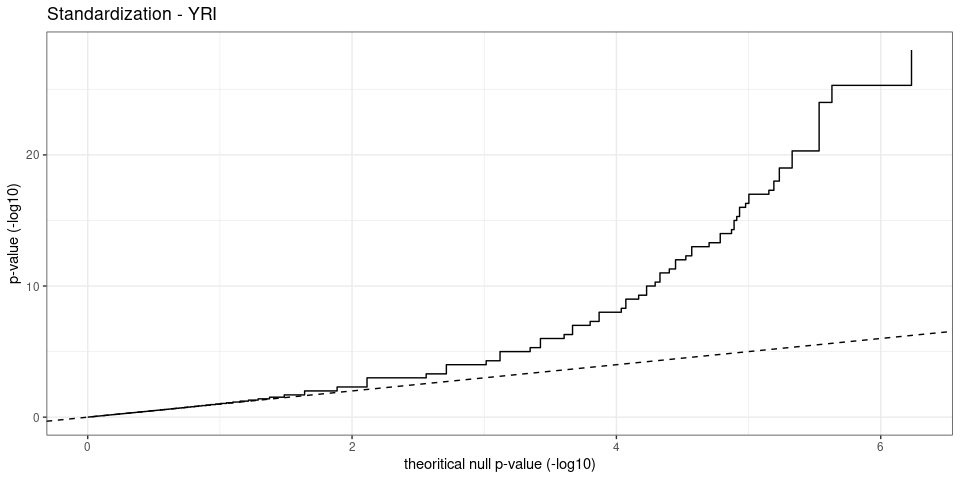 Standardization - YRI
p-value (-log10)
20
10
0
0 2 4 6
theoritical null p-value (-log10)